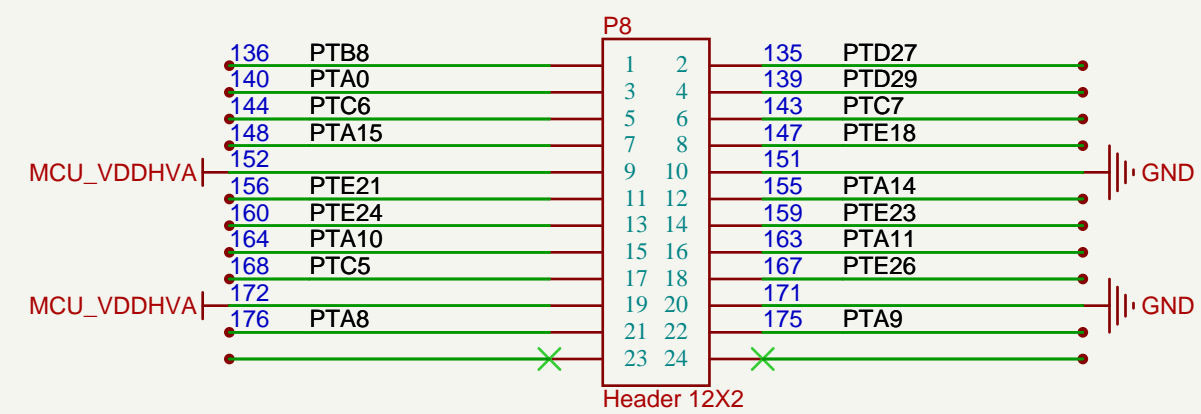 P8
136 PTB8 1 2 135 PTD27
140 PTA0 3 4 139 PTD29
144 PTC6 5 6 143 PTC7
148 PTA15 7 8 147 PTE18
MCU_VDDHVA 152 9 10 151 GND
156 PTE21 11 12 155 PTA14
160 PTE24 13 14 159 PTE23
164 PTA10 15 16 163 PTA11
168 PTC5 17 18 167 PTE26
MCU_VDDHVA 172 19 20 171 GND
176 PTA8 21 22 175 PTA9
23 24
Header 12X2